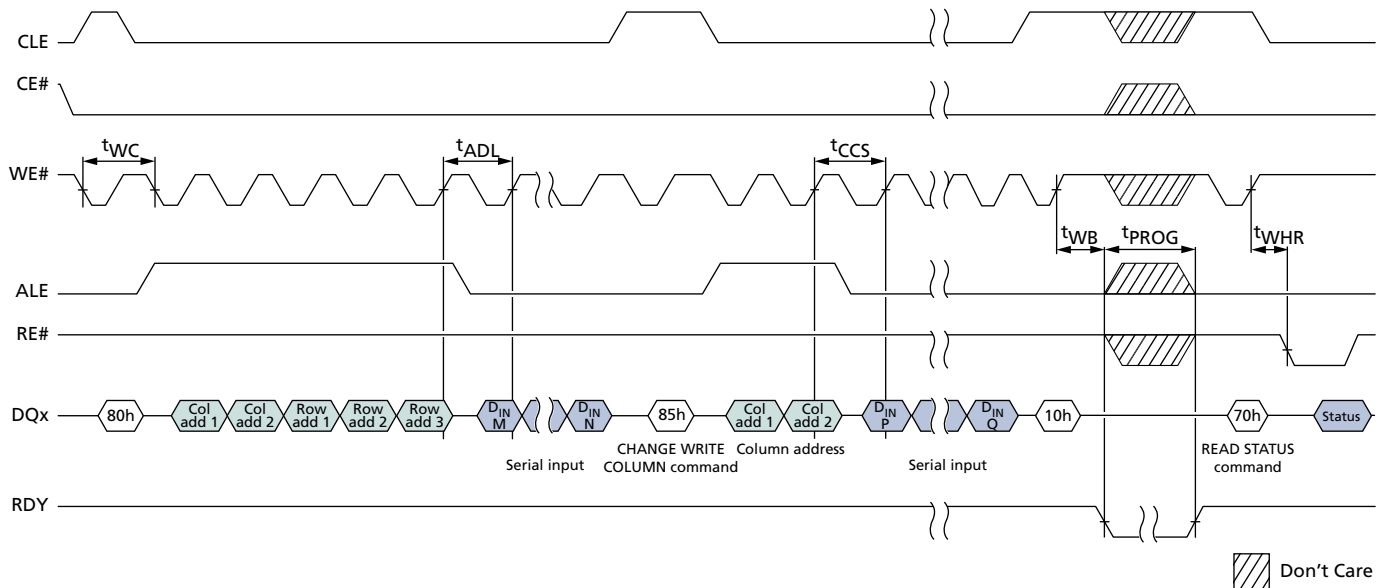 CLE
CE#
tWC
tADL
tCCS
WE#
tWB
tPROG
tWHR
ALE
RE#
DQx
80h
Col add 1
Col add 2
Row add 1
Row add 2
Row add 3
DIN M
DIN N
85h
Col add 1
Col add 2
DIN P
DIN Q
10h
70h
Status
Serial input
CHANGE WRITE
COLUMN command
Column address
Serial input
READ STATUS
command
RDY
Don't Care